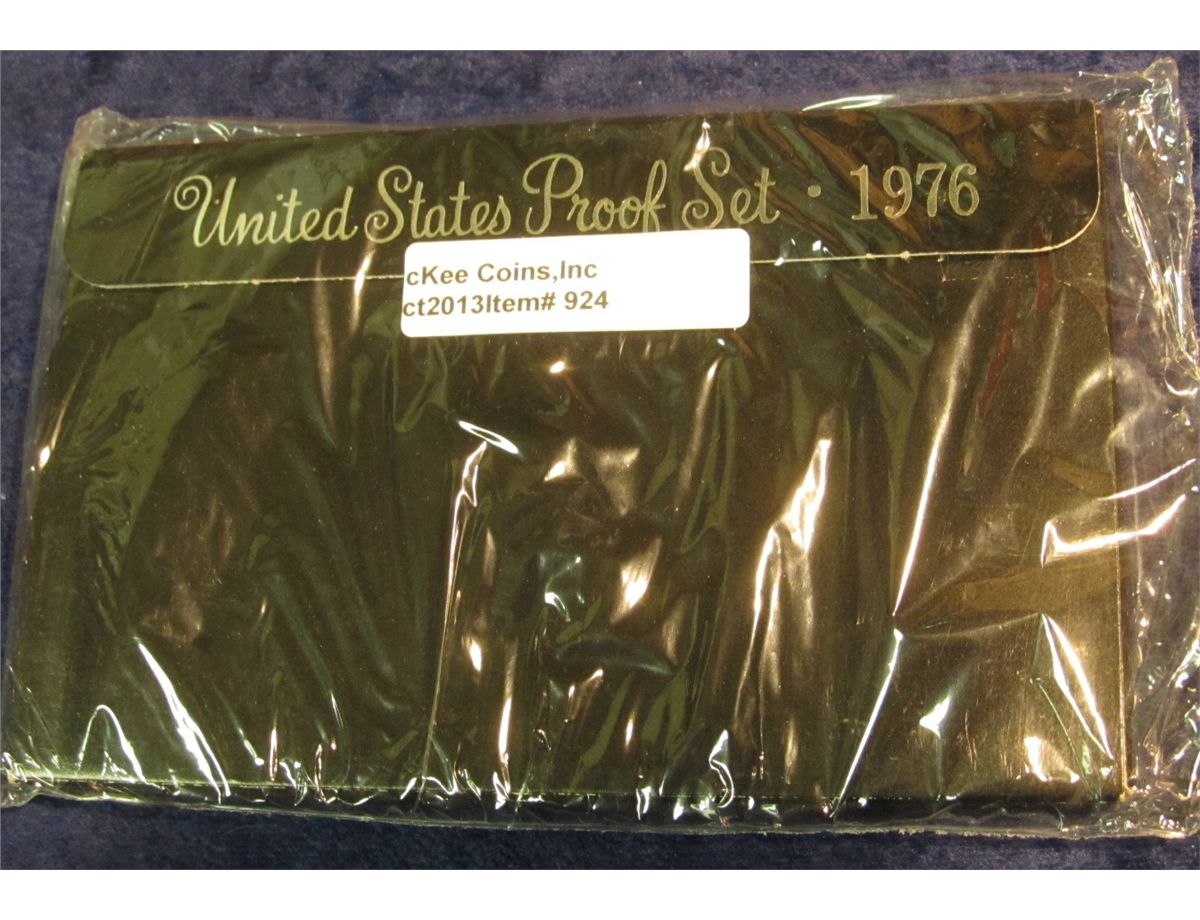 United States Proof Set · 1976
cKee Coins,Inc
ct2013Item# 924